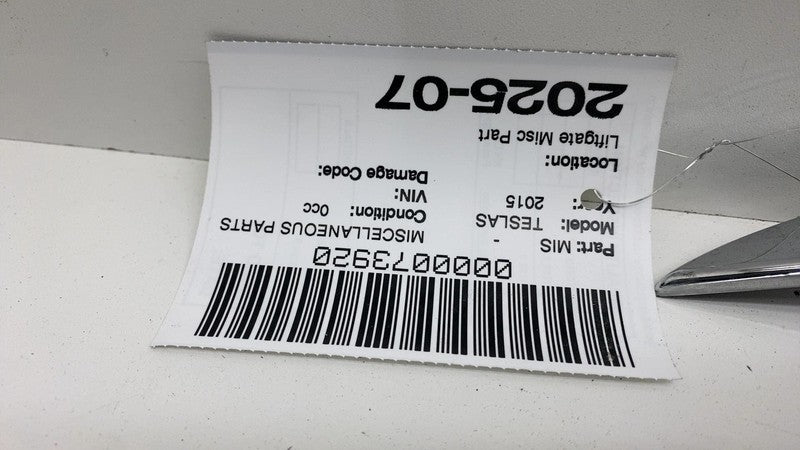 0000073920
Part: MIS - MISCELLANEOUS PARTS
Model: TESLAS Condition: 0cc
Year: 2015 VIN:
Damage Code:
Location:
Liftgate Misc Part
2025-07